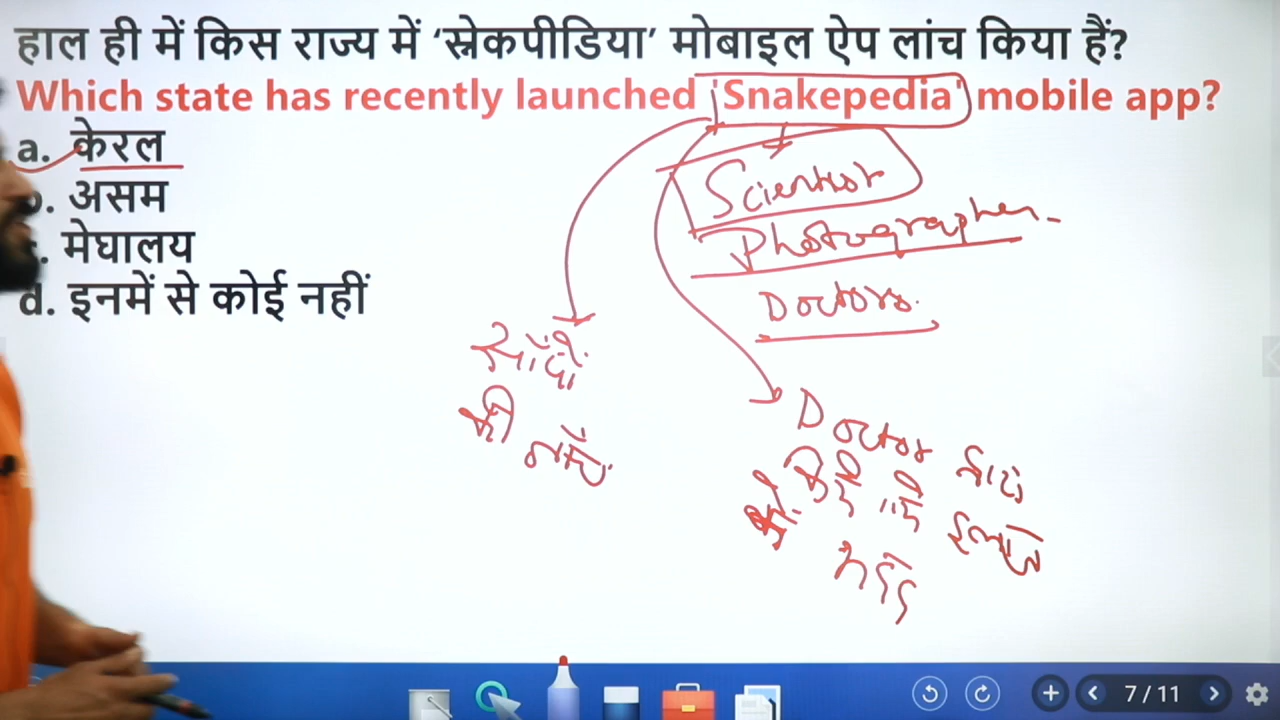 हाल ही में किस राज्य में ‘स्नेकपीडिया’ मोबाइल ऐप लांच किया हैं?
Which state has recently launched 'Snakepedia' mobile app?
a. केरल
b. असम
c. मेघालय
d. इनमें से कोई नहीं
Scientist
Photographer
Doctors
सांपो
की
Doctor
मदद
7 / 11